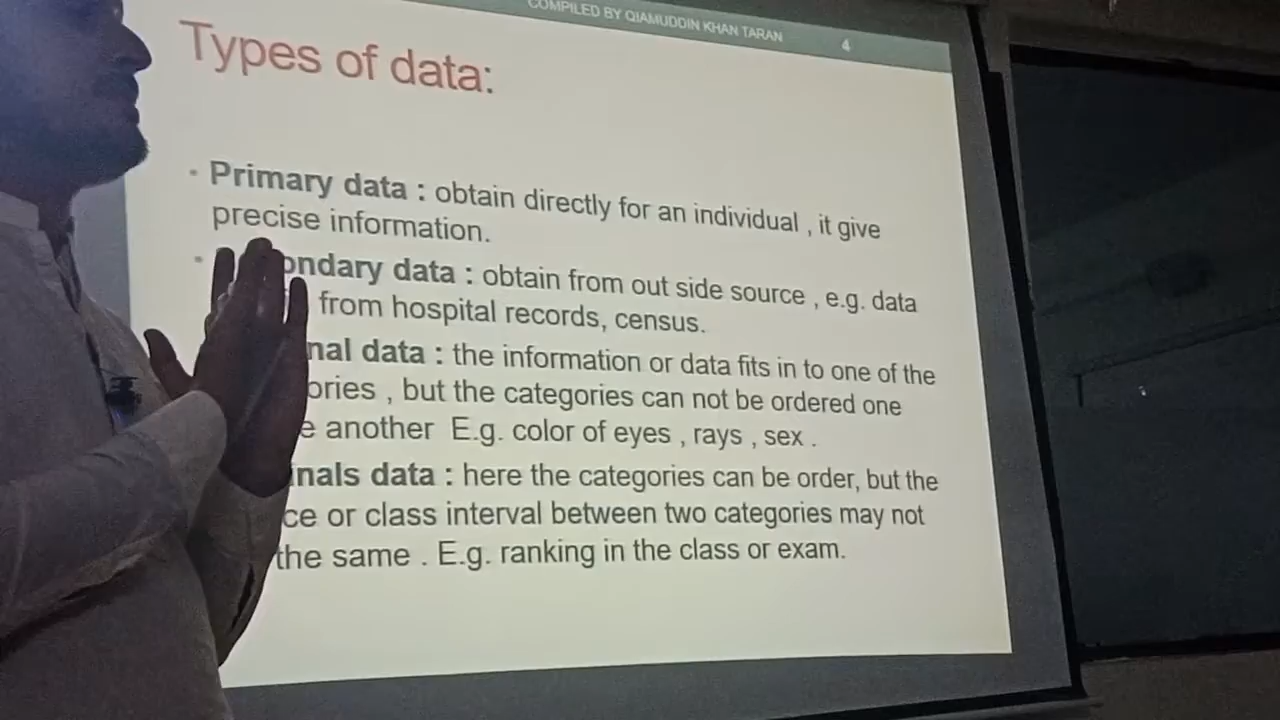 COMPILED BY QIAMUDDIN KHAN TARAN 4
Types of data:
• Primary data : obtain directly for an individual , it give
precise information.
• ondary data : obtain from out side source , e.g. data
from hospital records, census.
nal data : the information or data fits in to one of the
ories , but the categories can not be ordered one
e another E.g. color of eyes , rays , sex .
inals data : here the categories can be order, but the
ce or class interval between two categories may not
the same . E.g. ranking in the class or exam.